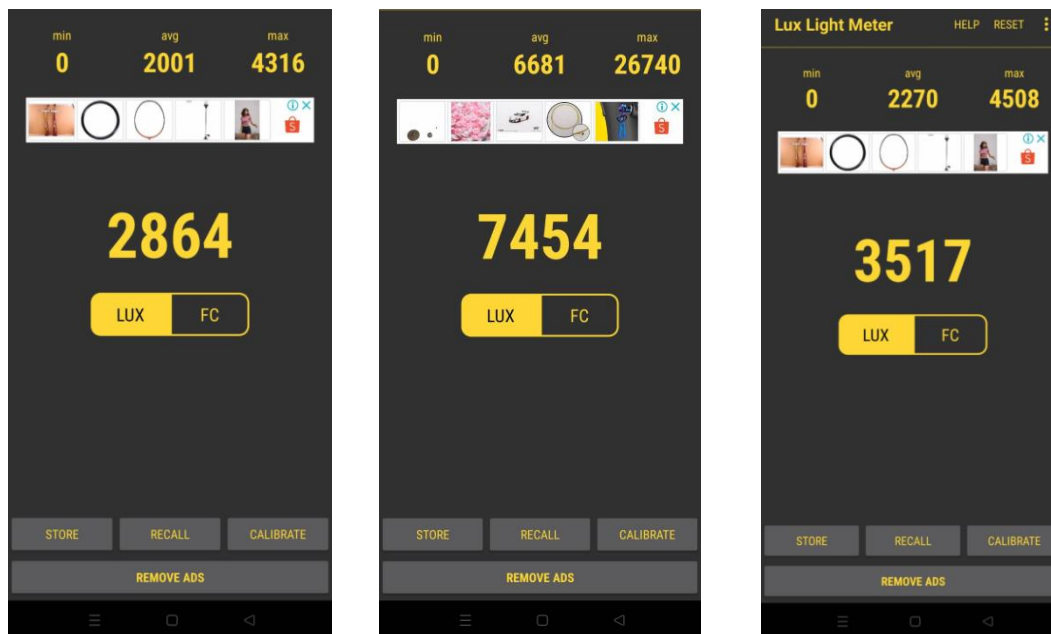 min avg max
0 2001 4316
2864
LUX FC
STORE RECALL CALIBRATE
REMOVE ADS
min avg max
0 6681 26740
7454
LUX FC
STORE RECALL CALIBRATE
REMOVE ADS
Lux Light Meter HELP RESET
min avg max
0 2270 4508
3517
LUX FC
STORE RECALL CALIBRATE
REMOVE ADS